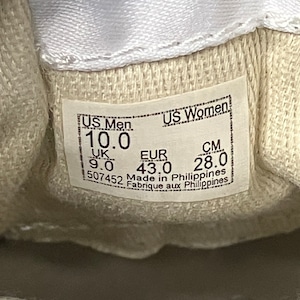 US Men US Women
10.0
UK EUR CM
9.0 43.0 28.0
507452 Made in Philippines
Fabrique aux Philippines